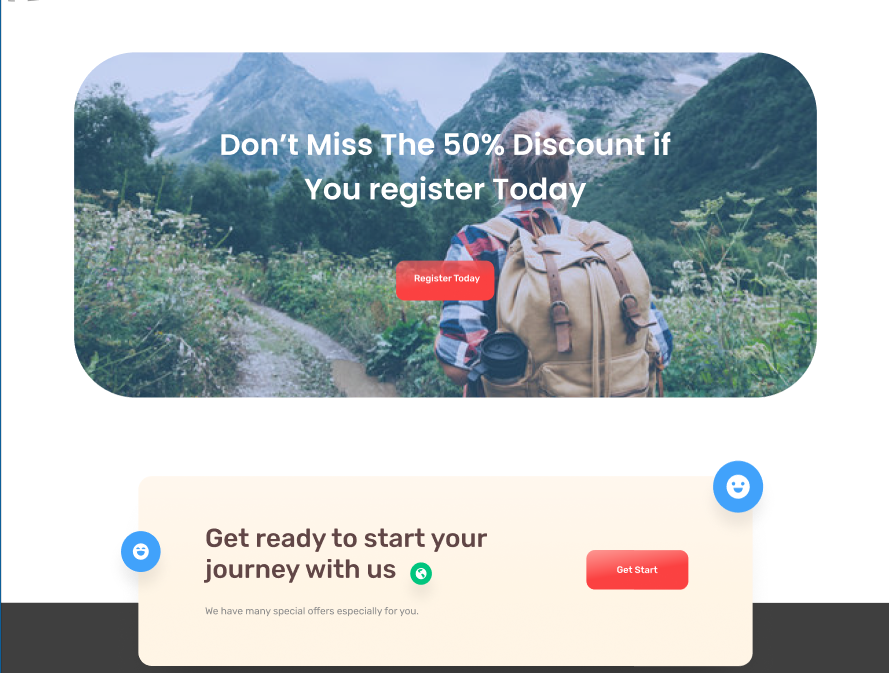 Don't Miss The 50% Discount if
You register Today
Register Today
Get ready to start your
journey with us
Get Start
We have many special offers especially for you.